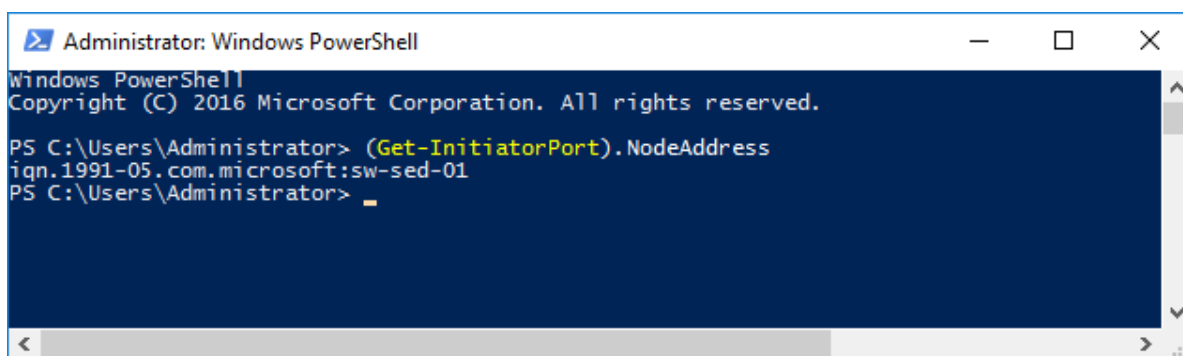 Administrator: Windows PowerShell
Windows PowerShell
Copyright (C) 2016 Microsoft Corporation. All rights reserved.
PS C:\Users\Administrator> (Get-InitiatorPort).NodeAddress
iqn.1991-05.com.microsoft:sw-sed-01
PS C:\Users\Administrator> _